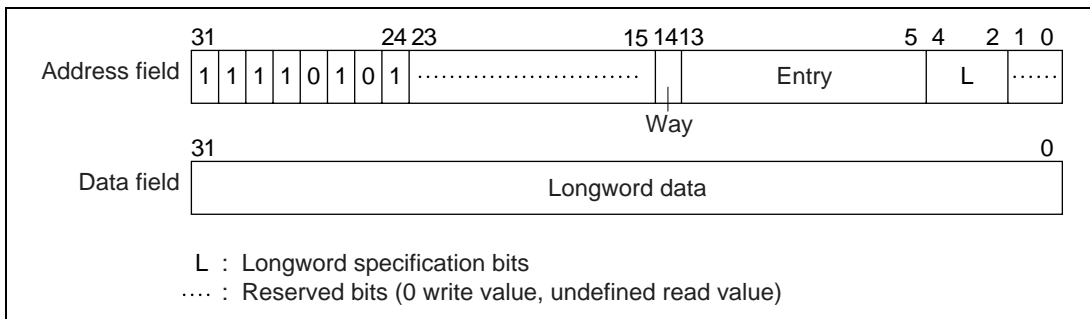 31 24 23 15 14 13 5 4 2 1 0
Address field 1 1 1 1 0 1 0 1 ........................... Entry L ......
Way
31 0
Data field Longword data
L : Longword specification bits
.... : Reserved bits (0 write value, undefined read value)